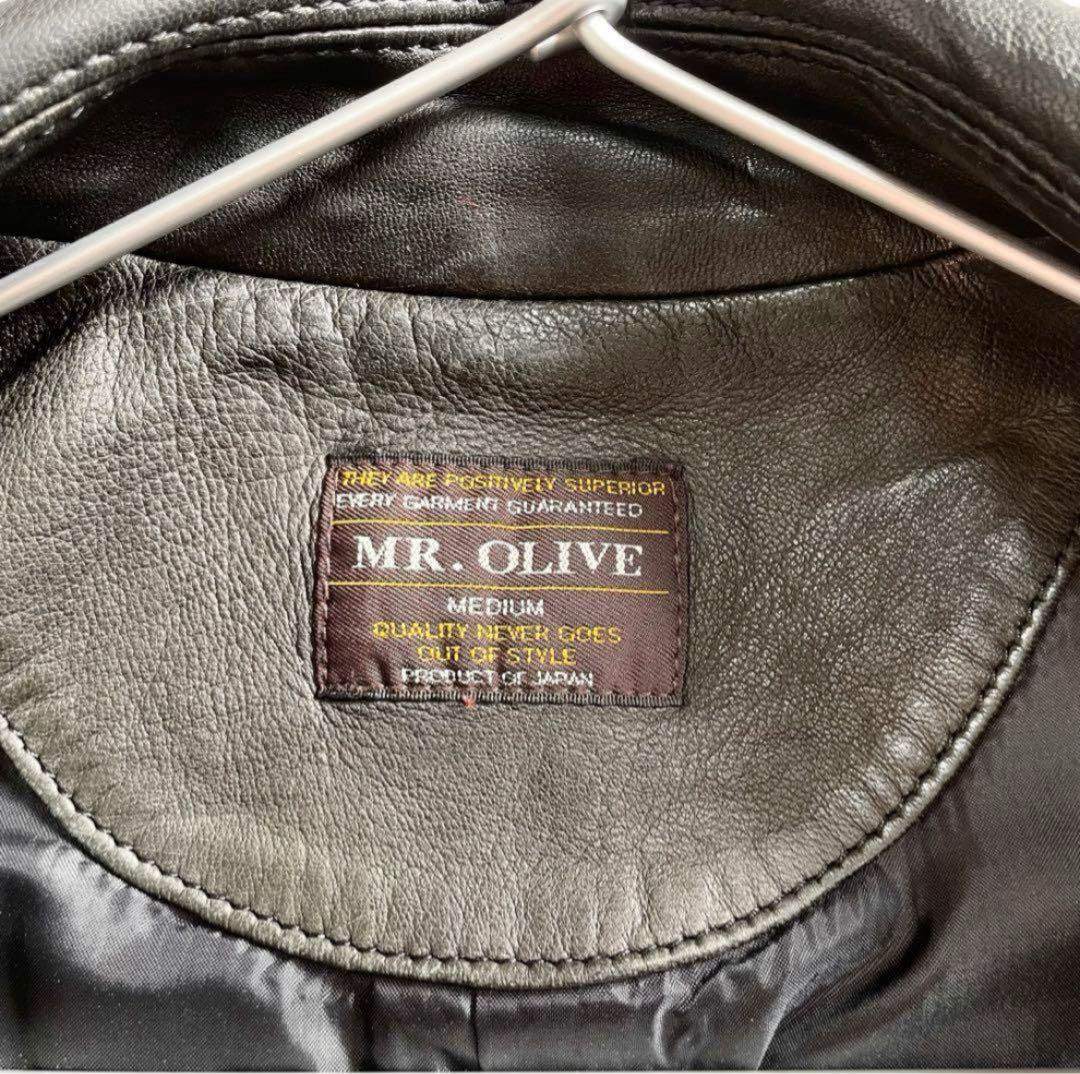 THEY ARE POSITIVELY SUPERIOR
EVERY GARMENT GUARANTEED
MR. OLIVE
MEDIUM
QUALITY NEVER GOES
OUT OF STYLE
PRODUCT OF JAPAN